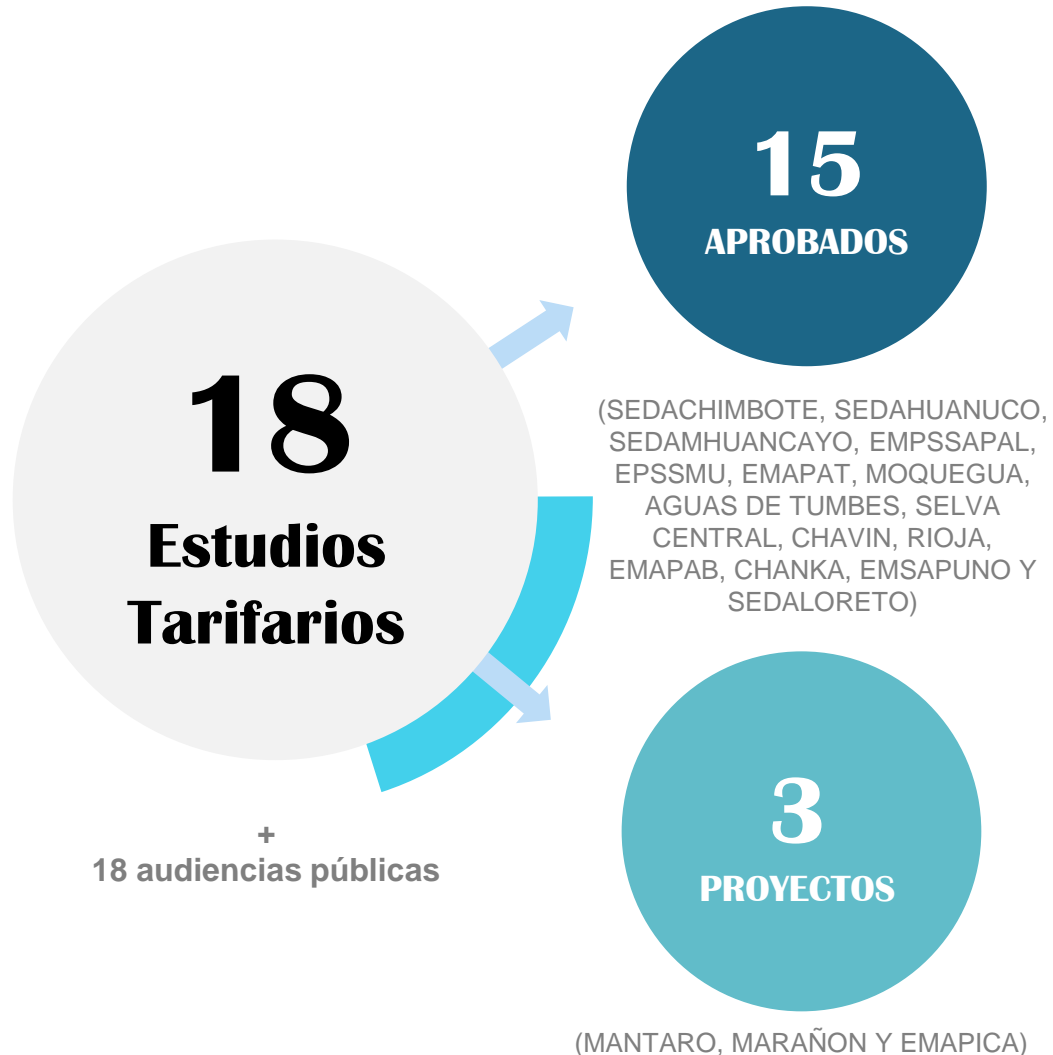 18
Estudios
Tarifarios
+
18 audiencias públicas
15
APROBADOS
(SEDACHIMBOTE, SEDAHUANUCO,
SEDAMHUANCAYO, EMPSSAPAL,
EPSSMU, EMAPAT, MOQUEGUA,
AGUAS DE TUMBES, SELVA
CENTRAL, CHAVIN, RIOJA,
EMAPAB, CHANKA, EMSAPUNO Y
SEDALORETO)
3
PROYECTOS
(MANTARO, MARAÑON Y EMAPICA)